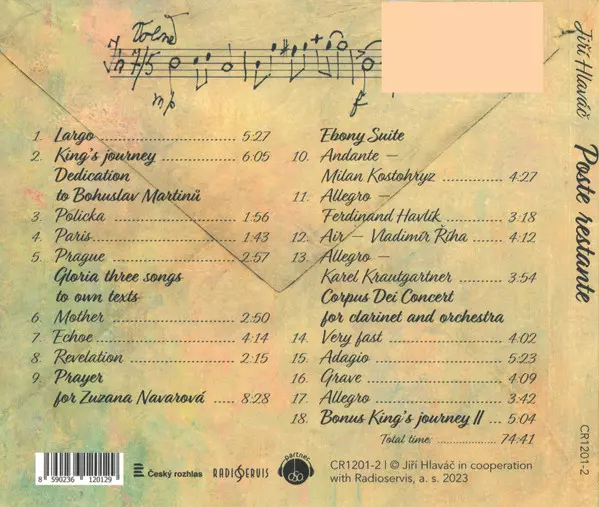 Volně
7/5
mp
f
1. Largo 5:27
2. King's journey 6:05
Dedication
to Bohuslav Martinů
3. Policka 1:56
4. Paris 1:43
5. Prague 2:57
Gloria three songs
to own texts
6. Mother 2:50
7. Echoe 4:14
8. Revelation 2:15
9. Prayer
for Zuzana Navarová 8:28
Ebony Suite
10. Andante –
Milan Kostohryz 4:27
11. Allegro –
Ferdinand Havlík 3:18
12. Air – Vladimír Říha 4:12
13. Allegro –
Karel Krautgartner 3:54
Corpus Dei Concert
for clarinet and orchestra
14. Very fast 4:02
15. Adagio 5:23
16. Grave 4:09
17. Allegro 3:42
18. Bonus King's journey II 5:04
Total time: 74:41
8 590236 120129
Český rozhlas
RADIOSERVIS
partner
OSA
CR1201-2 | © Jiří Hlaváč in cooperation
with Radioservis, a. s. 2023
Jiří Hlaváč
Poste restante
CR1201-2